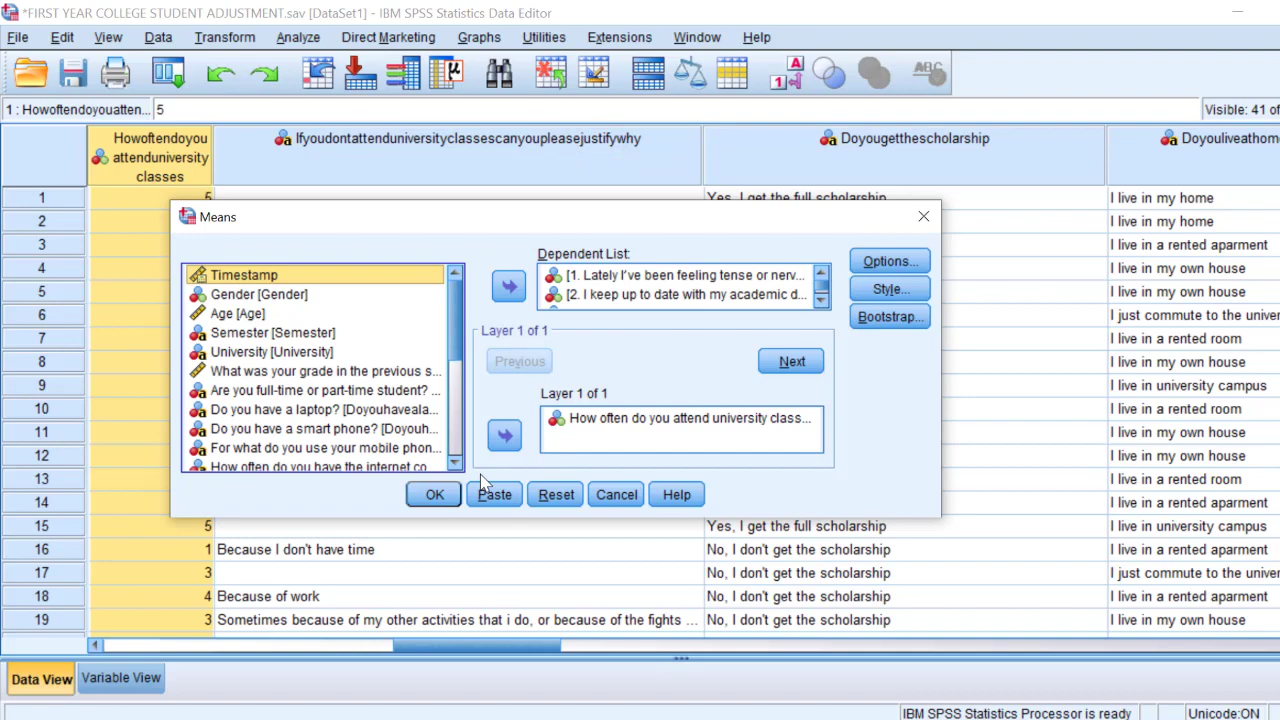 *FIRST YEAR COLLEGE STUDENT ADJUSTMENT.sav [DataSet1] - IBM SPSS Statistics Data Editor
File Edit View Data Transform Analyze Direct Marketing Graphs Utilities Extensions Window Help
1 : Howoftendoyouatten... 5 Visible: 41 of
Howoftendoyou
attenduniversity
classes
Ifyoudontattenduniversityclassescanyoupleasejustifywhy
Doyougetthescholarship
Doyouliveathom
1 5 Yes, I get the full scholarship I live in my home
2 I live in my home
3 I live in a rented aparment
4 I live in my own house
5 I live in my own house
6 I just commute to the univer
7 I live in a rented room
8 I live in my own house
9 I live in university campus
10 I live in a rented room
11 I live in my own house
12 I live in my own house
13 I live in a rented room
14 I live in a rented aparment
15 5 Yes, I get the full scholarship I live in university campus
16 1 Because I don't have time No, I don't get the scholarship I live in a rented aparment
17 3 No, I don't get the scholarship I just commute to the univer
18 4 Because of work No, I don't get the scholarship I live in a rented aparment
19 3 Sometimes because of my other activities that i do, or because of the fights ... No, I don't get the scholarship I live in my own house
Means
Timestamp
Gender [Gender]
Age [Age]
Semester [Semester]
University [University]
What was your grade in the previous s...
Are you full-time or part-time student? ...
Do you have a laptop? [Doyouhaveala...
Do you have a smart phone? [Doyouh...
For what do you use your mobile phon...
How often do you have the internet co
Dependent List:
[1. Lately I've been feeling tense or nerv...
[2. I keep up to date with my academic d...
Layer 1 of 1
Previous Next
Layer 1 of 1
How often do you attend university class...
Options...
Style...
Bootstrap...
OK Paste Reset Cancel Help
Data View Variable View
IBM SPSS Statistics Processor is ready Unicode:ON